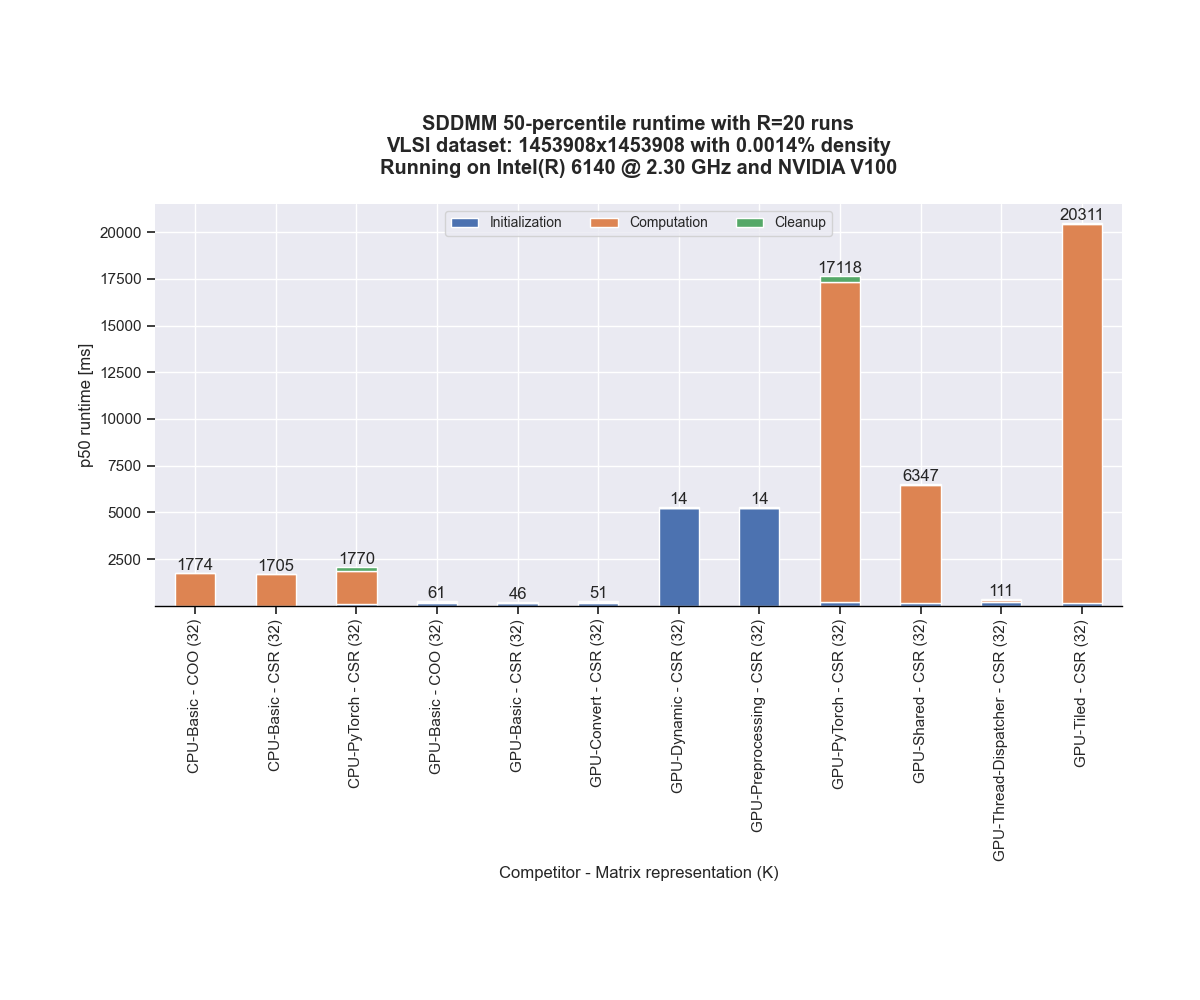 SDDMM 50-percentile runtime with R=20 runs
VLSI dataset: 1453908x1453908 with 0.0014% density
Running on Intel(R) 6140 @ 2.30 GHz and NVIDIA V100
Initialization Computation Cleanup
p50 runtime [ms]
20000
17500
15000
12500
10000
7500
5000
2500
1774
1705
1770
61
46
51
14
14
17118
6347
111
20311
CPU-Basic - COO (32)
CPU-Basic - CSR (32)
CPU-PyTorch - CSR (32)
GPU-Basic - COO (32)
GPU-Basic - CSR (32)
GPU-Convert - CSR (32)
GPU-Dynamic - CSR (32)
GPU-Preprocessing - CSR (32)
GPU-PyTorch - CSR (32)
GPU-Shared - CSR (32)
GPU-Thread-Dispatcher - CSR (32)
GPU-Tiled - CSR (32)
Competitor - Matrix representation (K)